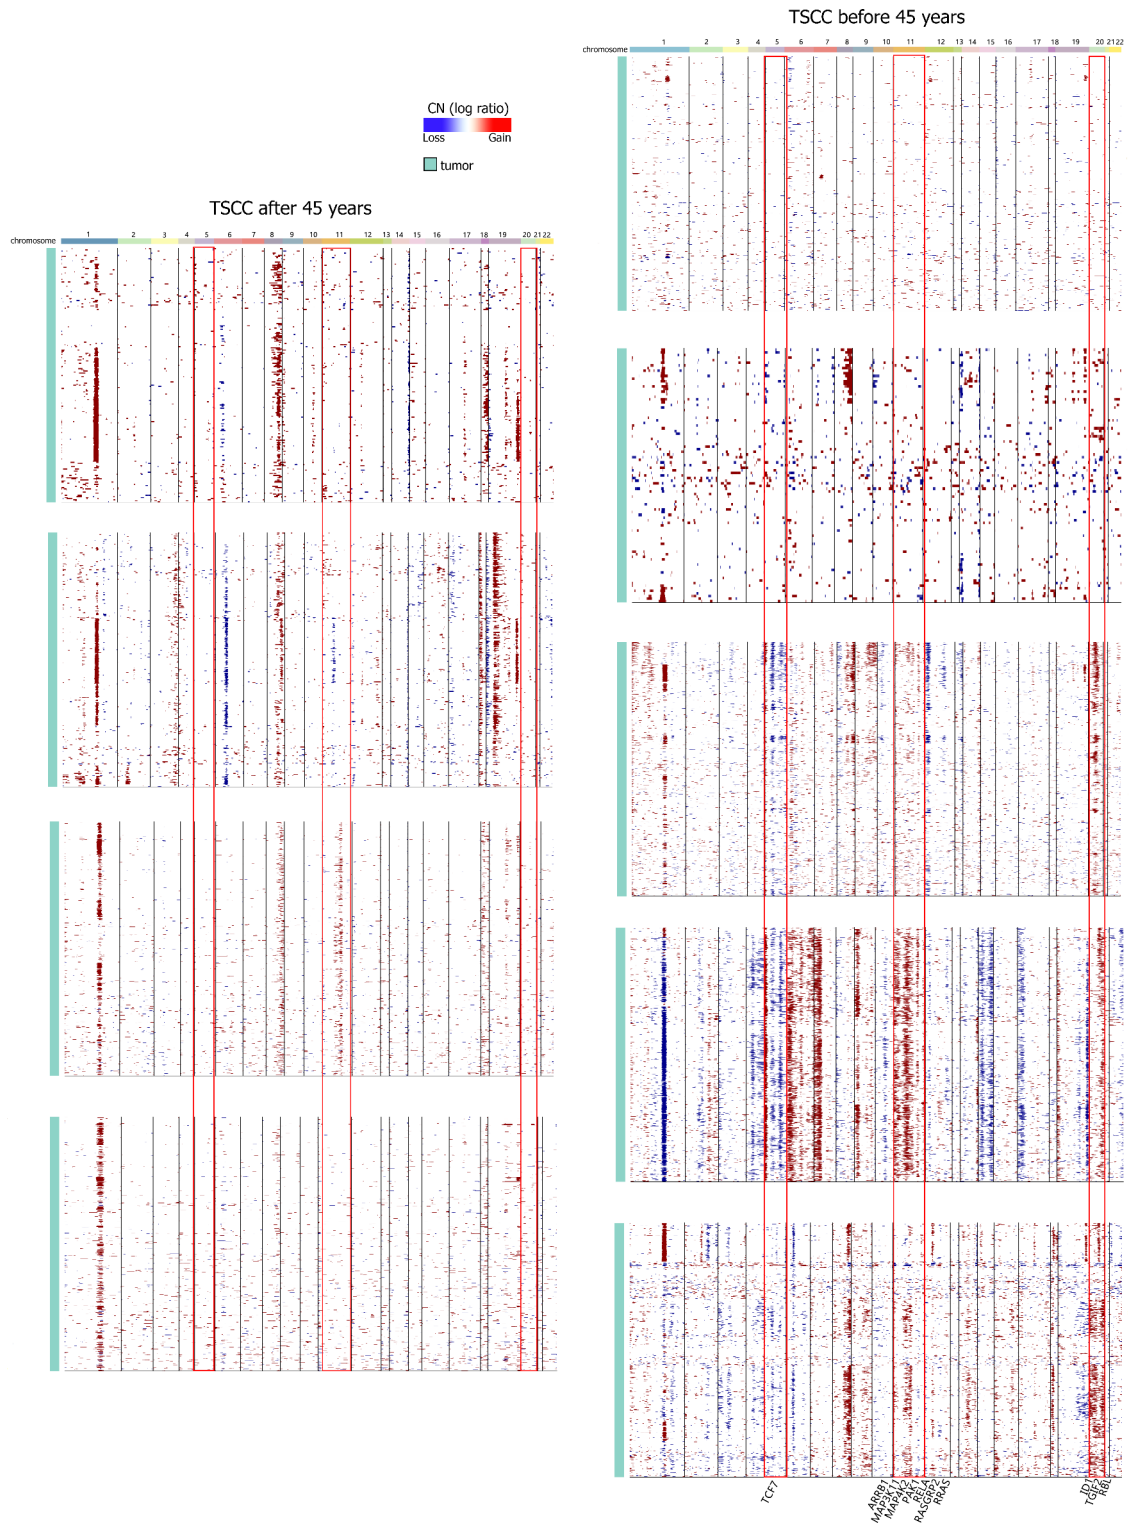 TSCC before 45 years
chromosome 1 2 3 4 5 6 7 8 9 10 11 12 13 14 15 16 17 18 19 20 21 22
CN (log ratio)
Loss Gain
tumor
TSCC after 45 years
chromosome 1 2 3 4 5 6 7 8 9 10 11 12 13 14 15 16 17 18 19 20 21 22
TCF7
ARRB1
MAP3K11
MAP4K2
PAK1
RELA
RASGRP2
RRAS
ID1
TGIF2
RBL